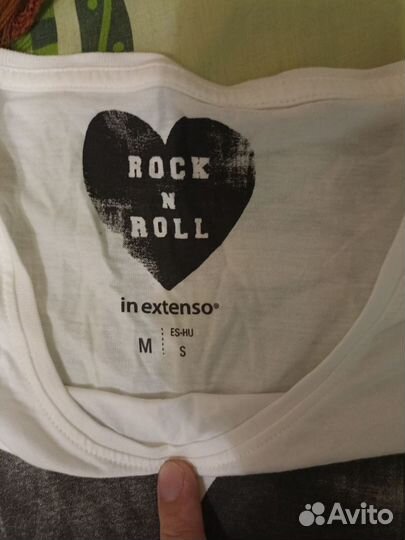 ROCK
N
ROLL
in extenso®
M
ES-HU
S
Avito